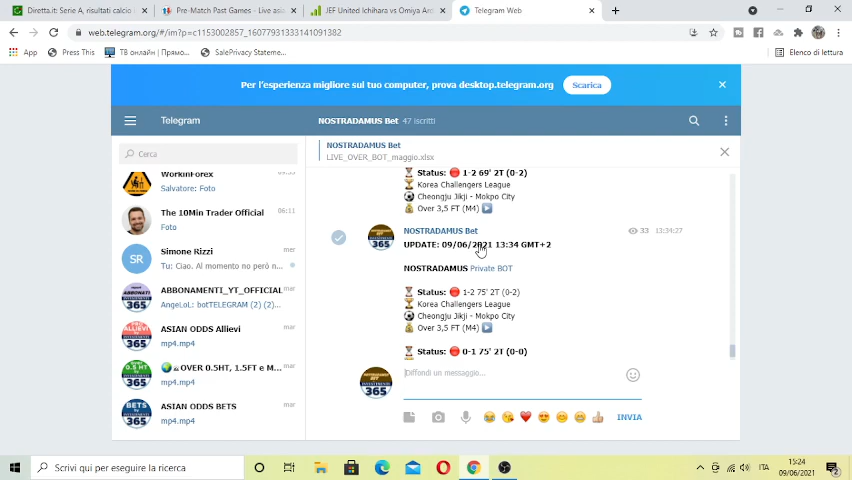 Diretta.it: Serie A, risultati calcio
Pre-Match Past Games - Live asia
JEF United Ichihara vs Omiya Ar
Telegram Web
web.telegram.org/#/im?p=c1153002857_16077931333141091382
App
Press This
ТВ онлайн | Прямо...
SalePrivacy Stateme...
Elenco di lettura
Per l'esperienza migliore sul tuo computer, prova desktop.telegram.org
Scarica
Telegram
NOSTRADAMUS Bet 47 iscritti
Cerca
NOSTRADAMUS Bet
LIVE_OVER_BOT_maggio.xlsx
WorkinForex
Salvatore: Foto
The 10Min Trader Official 06:11
Foto
Simone Rizzi mer
SR
Tu: Ciao. Al momento no però n...
ABBONAMENTI_YT_OFFICIAL mar
AngeLoL: botTELEGRAM (2) (2)...
ASIAN ODDS Allievi mar
mp4.mp4
OVER 0.5HT, 1.5FT e M... mar
mp4.mp4
ASIAN ODDS BETS mar
mp4.mp4
Status: 1-2 69' 2T (0-2)
Korea Challengers League
Cheongju Jikji - Mokpo City
Over 3,5 FT (M4)
NOSTRADAMUS Bet 33 13:34:27
UPDATE: 09/06/2021 13:34 GMT+2
NOSTRADAMUS Private BOT
Status: 1-2 75' 2T (0-2)
Korea Challengers League
Cheongju Jikji - Mokpo City
Over 3,5 FT (M4)
Status: 0-1 75' 2T (0-0)
Diffondi un messaggio...
INVIA
Scrivi qui per eseguire la ricerca
ITA
15:24
09/06/2021
2